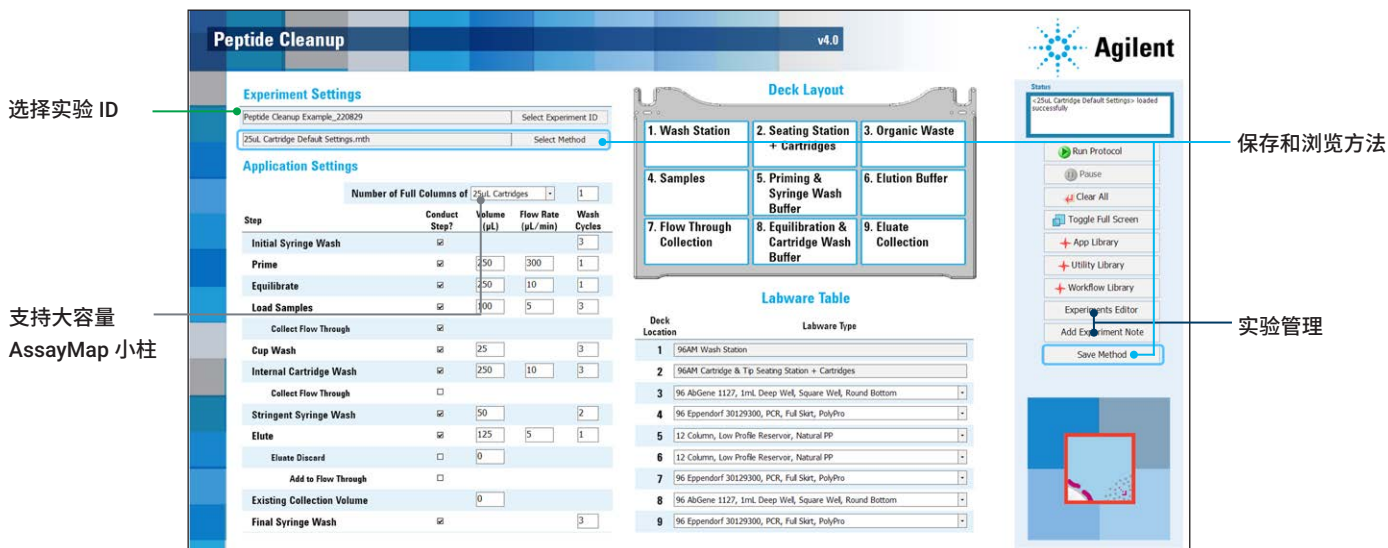 Peptide Cleanup
v4.0
Agilent
选择实验 ID
Experiment Settings
Peptide Cleanup Example_220829
Select Experiment ID
25uL Cartridge Default Settings.mth
Select Method
Application Settings
Number of Full Columns of
25uL Cartridges
1
Step
Conduct Step?
Volume (µL)
Flow Rate (µL/min)
Wash Cycles
Initial Syringe Wash 3
Prime 250 300 1
Equilibrate 250 10 1
Load Samples 100 5 3
Collect Flow Through
Cup Wash 25 3
Internal Cartridge Wash 250 10 3
Collect Flow Through
Stringent Syringe Wash 50 2
Elute 125 5 1
Eluate Discard 0
Add to Flow Through
Existing Collection Volume 0
Final Syringe Wash 3
支持大容量
AssayMap 小柱
Deck Layout
1. Wash Station
2. Seating Station
+ Cartridges
3. Organic Waste
4. Samples
5. Priming &
Syringe Wash
Buffer
6. Elution Buffer
7. Flow Through
Collection
8. Equilibration &
Cartridge Wash
Buffer
9. Eluate
Collection
Labware Table
Deck
Location
Labware Type
1 96AM Wash Station
2 96AM Cartridge & Tip Seating Station + Cartridges
3 96 AbGene 1127, 1mL Deep Well, Square Well, Round Bottom
4 96 Eppendorf 30129300, PCR, Full Skirt, PolyPro
5 12 Column, Low Profile Reservoir, Natural PP
6 12 Column, Low Profile Reservoir, Natural PP
7 96 Eppendorf 30129300, PCR, Full Skirt, PolyPro
8 96 AbGene 1127, 1mL Deep Well, Square Well, Round Bottom
9 96 Eppendorf 30129300, PCR, Full Skirt, PolyPro
Status
<25uL Cartridge Default Settings> loaded
successfully
Run Protocol
Pause
Clear All
Toggle Full Screen
App Library
Utility Library
Workflow Library
Experiments Editor
Add Experiment Note
Save Method
保存和浏览方法
实验管理